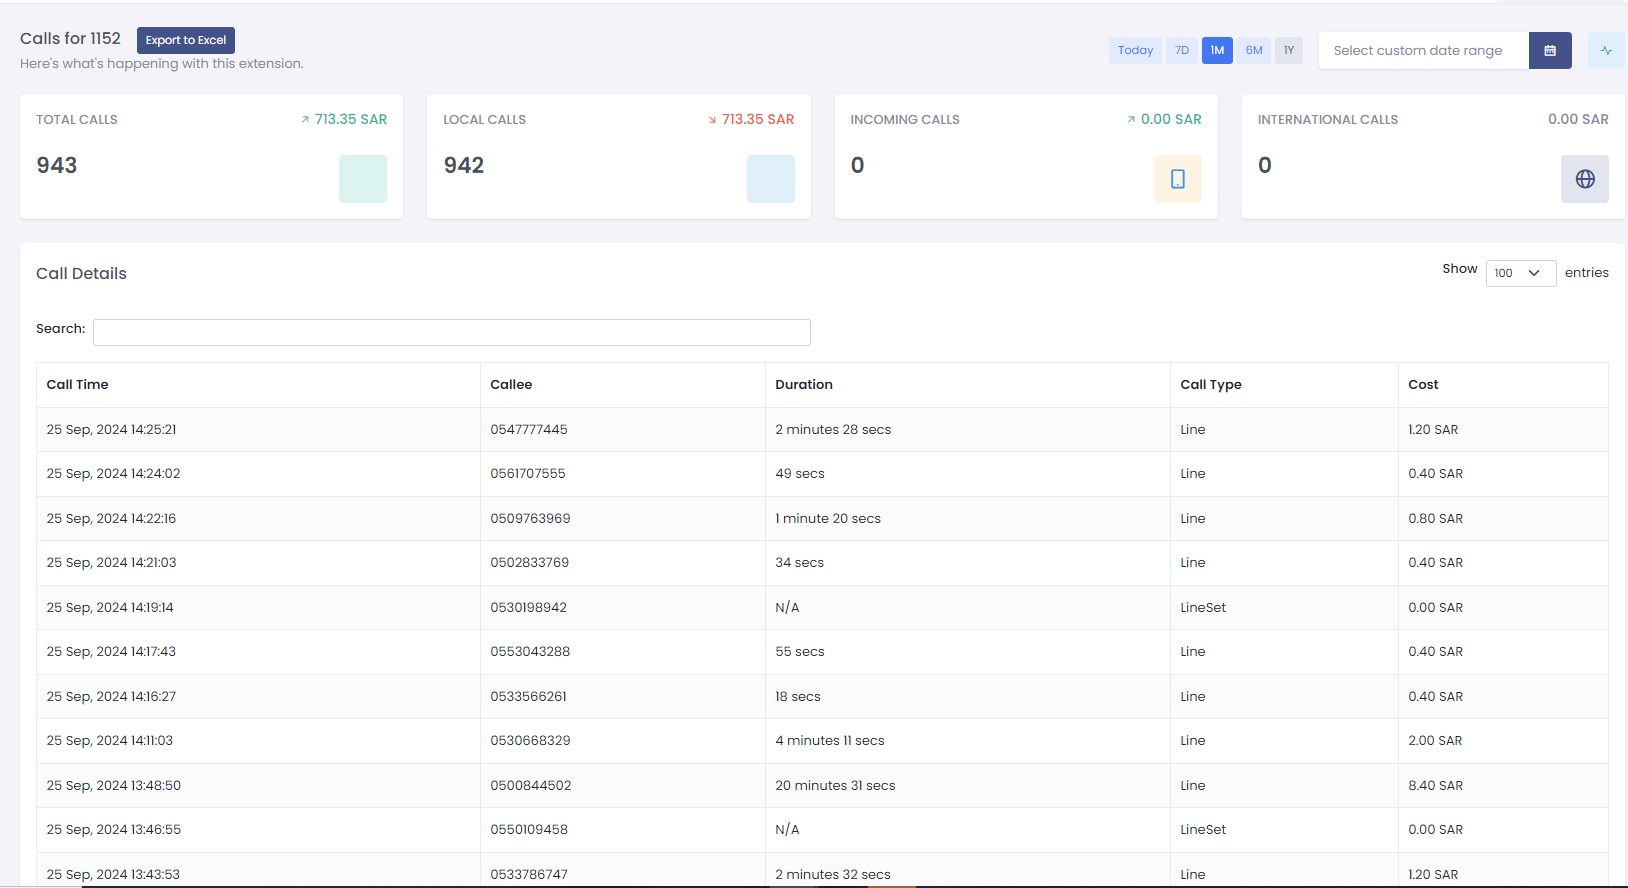 Calls for 1152 Export to Excel
Here's what's happening with this extension.
Today 7D 1M 6M 1Y Select custom date range
TOTAL CALLS 713.35 SAR
943
LOCAL CALLS 713.35 SAR
942
INCOMING CALLS 0.00 SAR
0
INTERNATIONAL CALLS 0.00 SAR
0
Call Details
Show 100 entries
Search:
Call Time Callee Duration Call Type Cost
25 Sep, 2024 14:25:21 0547777445 2 minutes 28 secs Line 1.20 SAR
25 Sep, 2024 14:24:02 0561707555 49 secs Line 0.40 SAR
25 Sep, 2024 14:22:16 0509763969 1 minute 20 secs Line 0.80 SAR
25 Sep, 2024 14:21:03 0502833769 34 secs Line 0.40 SAR
25 Sep, 2024 14:19:14 0530198942 N/A LineSet 0.00 SAR
25 Sep, 2024 14:17:43 0553043288 55 secs Line 0.40 SAR
25 Sep, 2024 14:16:27 0533566261 18 secs Line 0.40 SAR
25 Sep, 2024 14:11:03 0530668329 4 minutes 11 secs Line 2.00 SAR
25 Sep, 2024 13:48:50 0500844502 20 minutes 31 secs Line 8.40 SAR
25 Sep, 2024 13:46:55 0550109458 N/A LineSet 0.00 SAR
25 Sep, 2024 13:43:53 0533786747 2 minutes 32 secs Line 1.20 SAR